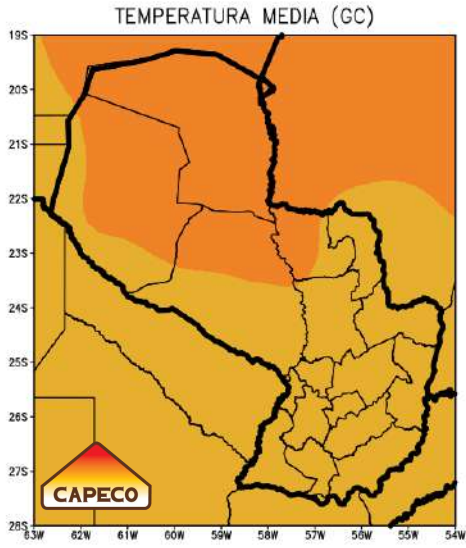 TEMPERATURA MEDIA (GC)
19S
20S
21S
22S
23S
24S
25S
26S
27S
28S
CAPECO
63W 62W 61W 60W 59W 58W 57W 56W 55W 54W